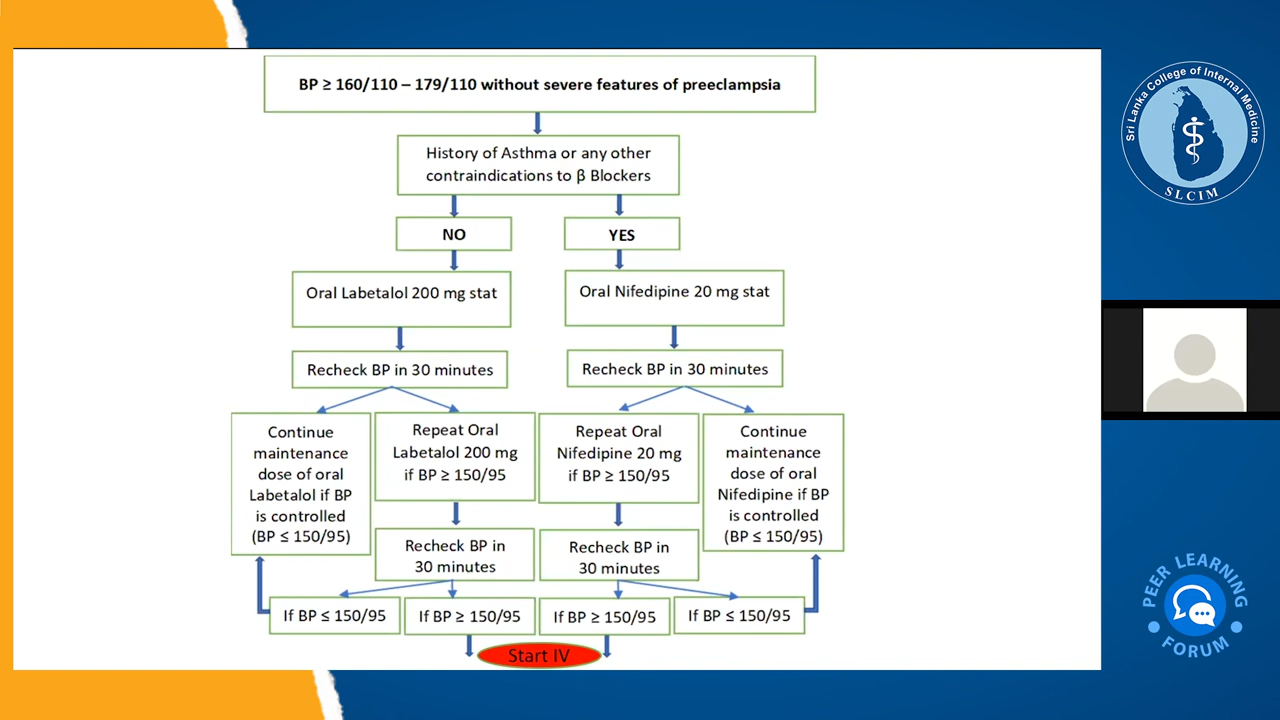 BP ≥ 160/110 – 179/110 without severe features of preeclampsia
History of Asthma or any other
contraindications to β Blockers
NO
YES
Oral Labetalol 200 mg stat
Oral Nifedipine 20 mg stat
Recheck BP in 30 minutes
Recheck BP in 30 minutes
Continue
maintenance
dose of oral
Labetalol if BP
is controlled
(BP ≤ 150/95)
Repeat Oral
Labetalol 200 mg
if BP ≥ 150/95
Repeat Oral
Nifedipine 20 mg
if BP ≥ 150/95
Continue
maintenance
dose of oral
Nifedipine if BP
is controlled
(BP ≤ 150/95)
Recheck BP in
30 minutes
Recheck BP in
30 minutes
If BP ≤ 150/95
If BP ≥ 150/95
If BP ≥ 150/95
If BP ≤ 150/95
Start IV
Sri Lanka College of Internal Medicine
SLCIM
PEER LEARNING
FORUM